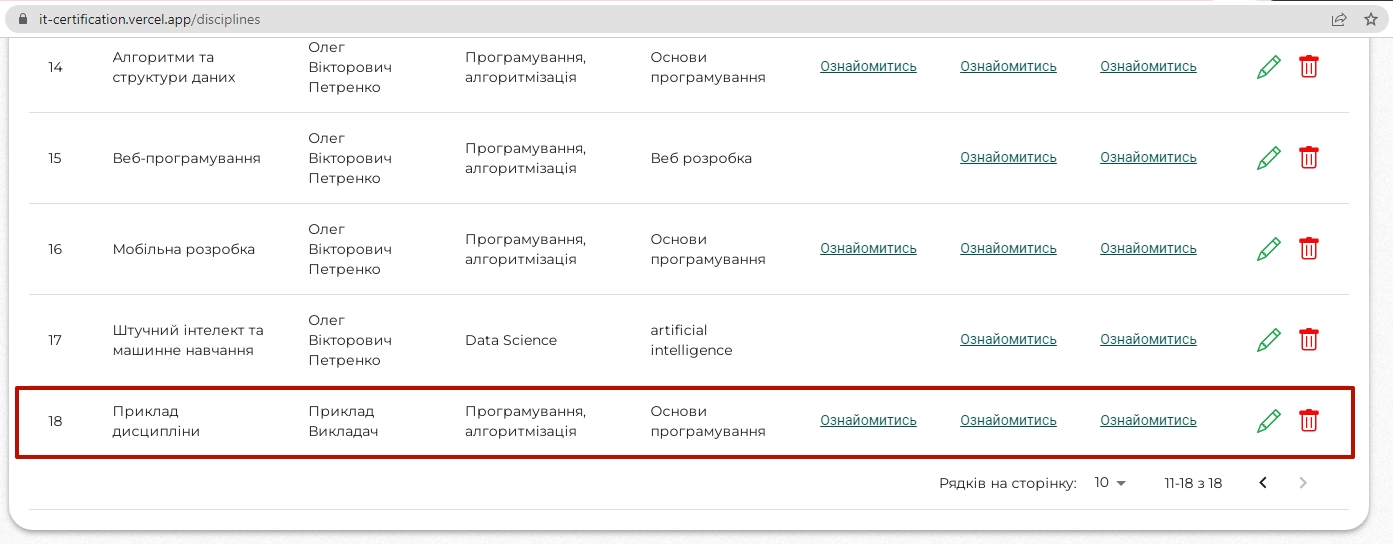 it-certification.vercel.app/disciplines
14 Алгоритми та структури даних Олег Вікторович Петренко Програмування, алгоритмізація Основи програмування Ознайомитись Ознайомитись Ознайомитись
15 Веб-програмування Олег Вікторович Петренко Програмування, алгоритмізація Веб розробка Ознайомитись Ознайомитись
16 Мобільна розробка Олег Вікторович Петренко Програмування, алгоритмізація Основи програмування Ознайомитись Ознайомитись Ознайомитись
17 Штучний інтелект та машинне навчання Олег Вікторович Петренко Data Science artificial intelligence Ознайомитись Ознайомитись
18 Приклад дисципліни Приклад Викладач Програмування, алгоритмізація Основи програмування Ознайомитись Ознайомитись Ознайомитись
Рядків на сторінку: 10 11-18 з 18